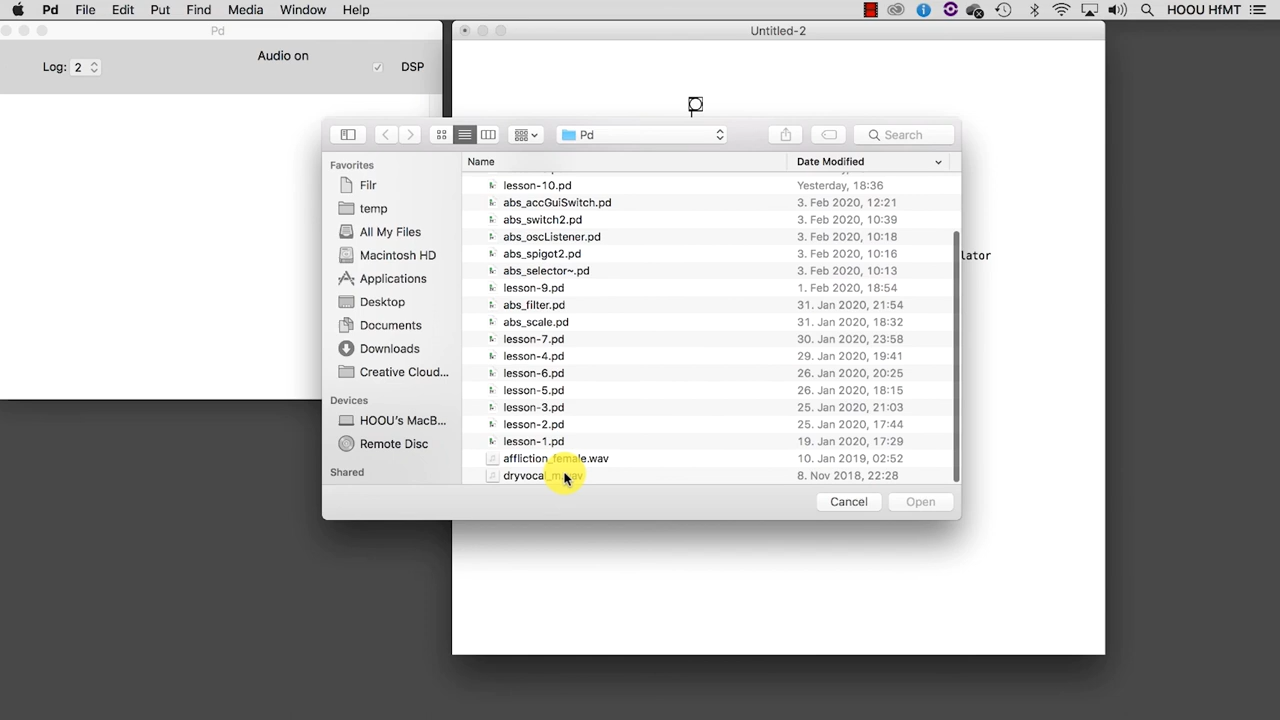 Pd File Edit Put Find Media Window Help HOOU HfMT
Pd
Untitled-2
Audio on
Log: 2
DSP
Pd
Search
Favorites
Filr
temp
All My Files
Macintosh HD
Applications
Desktop
Documents
Downloads
Creative Cloud...
Devices
HOOU's MacB...
Remote Disc
Shared
Name Date Modified
lesson-10.pd Yesterday, 18:36
abs_accGuiSwitch.pd 3. Feb 2020, 12:21
abs_switch2.pd 3. Feb 2020, 10:39
abs_oscListener.pd 3. Feb 2020, 10:18
abs_spigot2.pd 3. Feb 2020, 10:16
abs_selector~.pd 3. Feb 2020, 10:13
lesson-9.pd 1. Feb 2020, 18:54
abs_filter.pd 31. Jan 2020, 21:54
abs_scale.pd 31. Jan 2020, 18:32
lesson-7.pd 30. Jan 2020, 23:58
lesson-4.pd 29. Jan 2020, 19:41
lesson-6.pd 26. Jan 2020, 20:25
lesson-5.pd 26. Jan 2020, 18:15
lesson-3.pd 25. Jan 2020, 21:03
lesson-2.pd 25. Jan 2020, 17:44
lesson-1.pd 19. Jan 2020, 17:29
affliction_female.wav 10. Jan 2019, 02:52
8. Nov 2018, 22:28
lator
Cancel
Open